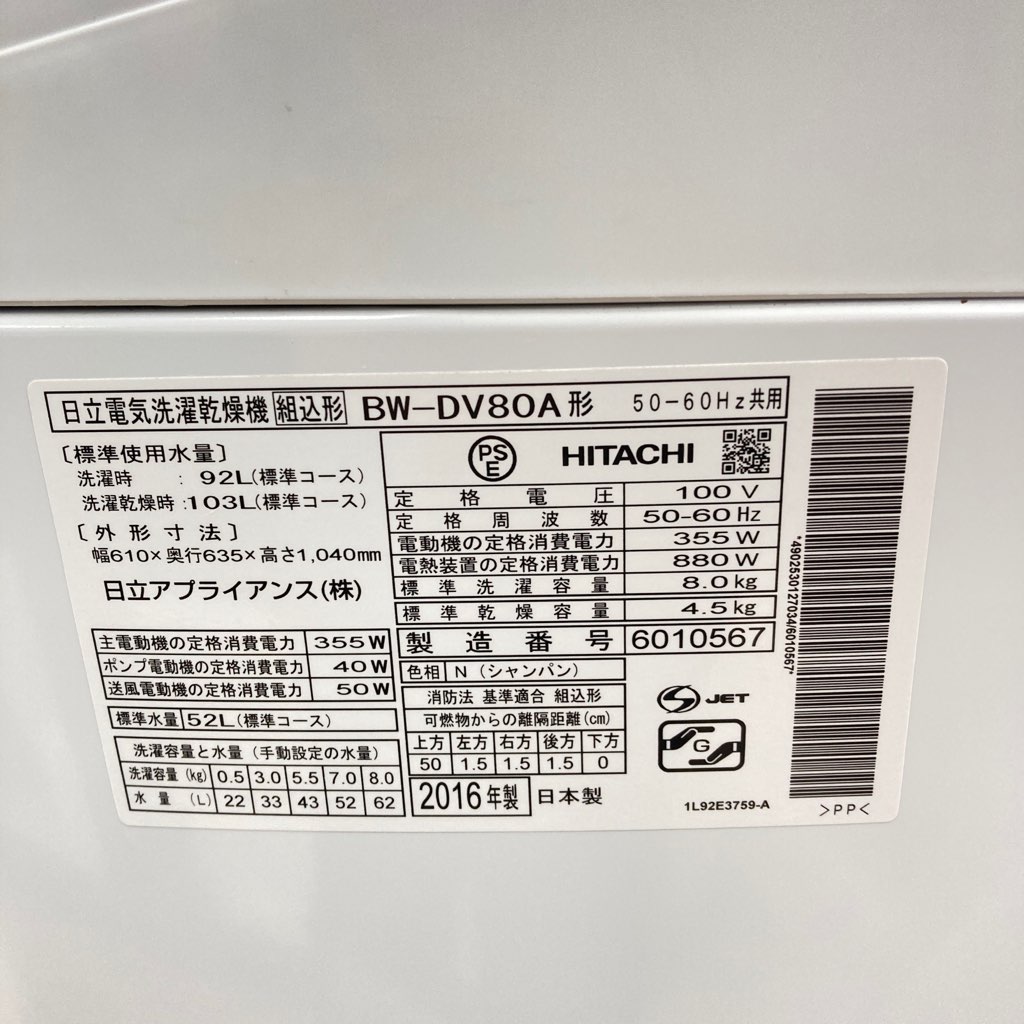 日立電気洗濯乾燥機 組込形 BW-DV80A形 50-60Hz共用
〔標準使用水量〕
洗濯時 : 92L(標準コース)
洗濯乾燥時:103L(標準コース)
〔外形寸法〕
幅610×奥行635×高さ1,040mm
日立アプライアンス(株)
主電動機の定格消費電力 355W
ポンプ電動機の定格消費電力 40W
送風電動機の定格消費電力 50W
標準水量 52L(標準コース)
洗濯容量と水量(手動設定の水量)
洗濯容量(kg) 0.5 3.0 5.5 7.0 8.0
水量(L) 22 33 43 52 62
PS
E
HITACHI
定格電圧 100V
定格周波数 50-60Hz
電動機の定格消費電力 355W
電熱装置の定格消費電力 880W
標準洗濯容量 8.0kg
標準乾燥容量 4.5kg
製造番号 6010567
色相 N(シャンパン)
消防法 基準適合 組込形
可燃物からの離隔距離(cm)
上方 左方 右方 後方 下方
50 1.5 1.5 1.5 0
2016年製 日本製
S JET
G
1L92E3759-A
*4902530127034/6010567*
>PP<